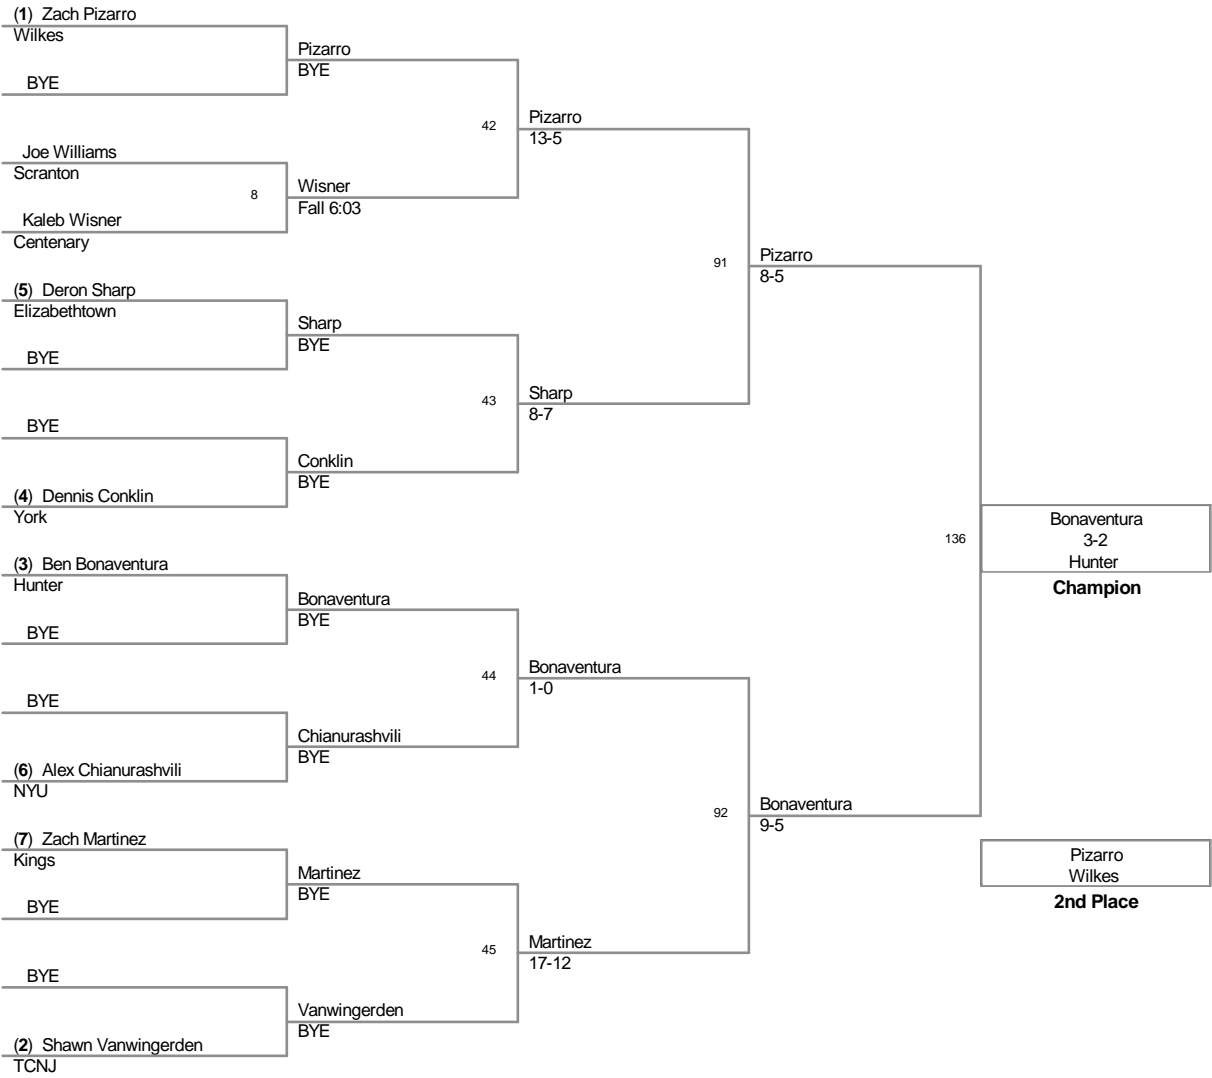 (1) Zach Pizarro
Wilkes
BYE
Joe Williams
Scranton
8
Kaleb Wisner
Centenary
(5) Deron Sharp
Elizabethtown
BYE
BYE
(4) Dennis Conklin
York
(3) Ben Bonaventura
Hunter
BYE
BYE
(6) Alex Chianurashvili
NYU
(7) Zach Martinez
Kings
BYE
BYE
(2) Shawn Vanwingerden
TCNJ
Pizarro
BYE
42
Wisner
Fall 6:03
Sharp
BYE
43
Conklin
BYE
Bonaventura
BYE
44
Chianurashvili
BYE
Martinez
BYE
45
Vanwingerden
BYE
Pizarro
13-5
91
Sharp
8-7
Bonaventura
1-0
92
Martinez
17-12
Pizarro
8-5
136
Bonaventura
9-5
Bonaventura
3-2
Hunter
Champion
Pizarro
Wilkes
2nd Place